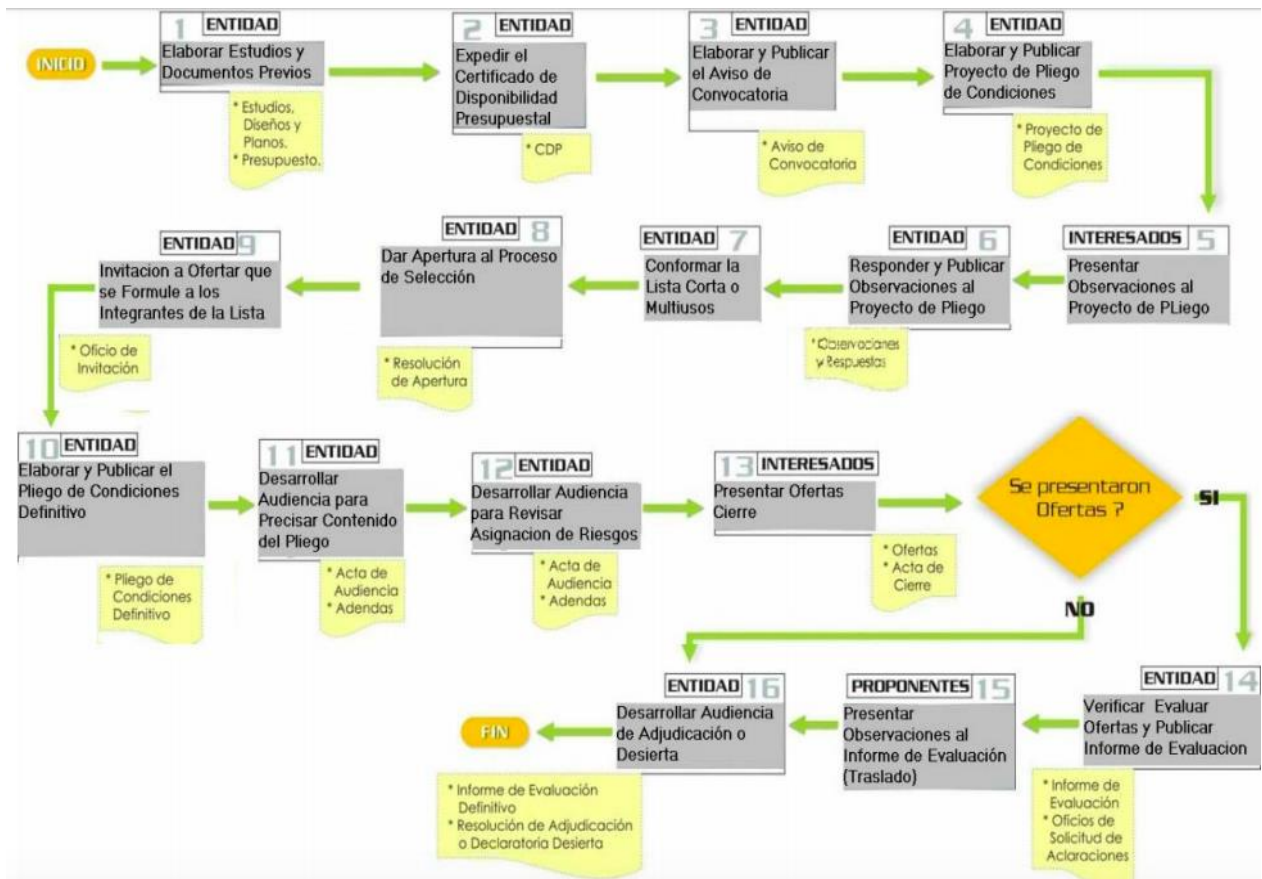 INICIO
1 ENTIDAD
Elaborar Estudios y
Documentos Previos
* Estudios,
Diseños y
Planos.
* Presupuesto.
2 ENTIDAD
Expedir el
Certificado de
Disponibilidad
Presupuestal
* CDP
3 ENTIDAD
Elaborar y Publicar
el Aviso de
Convocatoria
* Aviso de
Convocatoria
4 ENTIDAD
Elaborar y Publicar
Proyecto de Pliego
de Condiciones
* Proyecto de
Pliego de
Condiciones
INTERESADOS 5
Presentar
Observaciones al
Proyecto de PLiego
ENTIDAD 6
Responder y Publicar
Observaciones al
Proyecto de Pliego
* Observaciones
y Respuestas
ENTIDAD 7
Conformar la
Lista Corta o
Multiusos
ENTIDAD 8
Dar Apertura al Proceso
de Selección
* Resolución
de Apertura
ENTIDAD 9
Invitacion a Ofertar que
se Formule a los
Integrantes de la Lista
* Oficio de
Invitación
10 ENTIDAD
Elaborar y Publicar el
Pliego de Condiciones
Definitivo
* Pliego de
Condiciones
Definitivo
11 ENTIDAD
Desarrollar
Audiencia para
Precisar Contenido
del Pliego
* Acta de
Audiencia
* Adendas
12 ENTIDAD
Desarrollar Audiencia
para Revisar
Asignacion de Riesgos
* Acta de
Audiencia
* Adendas
13 INTERESADOS
Presentar Ofertas
Cierre
* Ofertas
* Acta de
Cierre
Se presentaron
Ofertas ?
SI
NO
ENTIDAD 14
Verificar Evaluar
Ofertas y Publicar
Informe de Evaluacion
* Informe de
Evaluación
* Oficios de
Solicitud de
Aclaraciones
PROPONENTES 15
Presentar
Observaciones al
Informe de Evaluación
(Traslado)
ENTIDAD 16
Desarrollar Audiencia
de Adjudicación o
Desierta
* Informe de Evaluación
Definitivo
* Resolución de Adjudicación
o Declaratoria Desierta
FIN